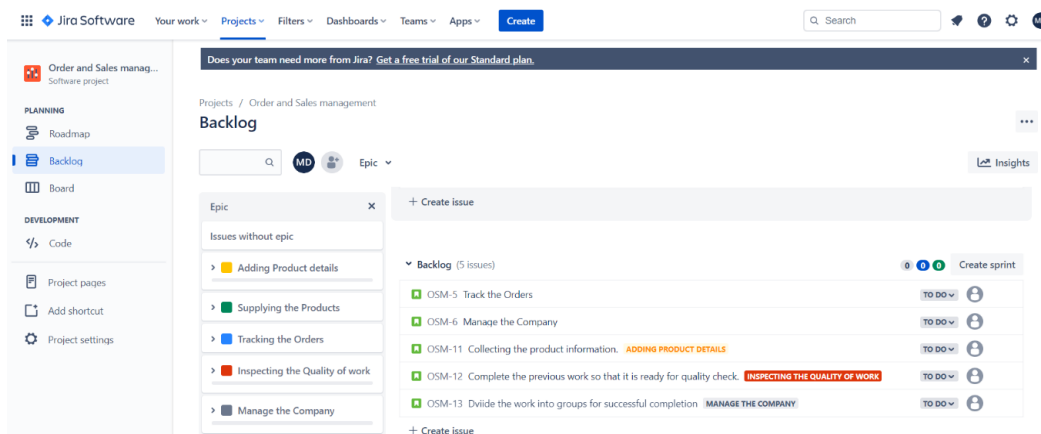 Jira Software Your work Projects Filters Dashboards Teams Apps Create Search
Order and Sales manag...
Software project
PLANNING
Roadmap
Backlog
Board
DEVELOPMENT
Code
Project pages
Add shortcut
Project settings
Does your team need more from Jira? Get a free trial of our Standard plan.
Projects / Order and Sales management
Backlog
MD Epic Insights
Epic
Issues without epic
Adding Product details
Supplying the Products
Tracking the Orders
Inspecting the Quality of work
Manage the Company
+ Create issue
Backlog (5 issues) 0 0 0 Create sprint
OSM-5 Track the Orders TO DO
OSM-6 Manage the Company TO DO
OSM-11 Collecting the product information. ADDING PRODUCT DETAILS TO DO
OSM-12 Complete the previous work so that it is ready for quality check. INSPECTING THE QUALITY OF WORK TO DO
OSM-13 Dviide the work into groups for successful completion MANAGE THE COMPANY TO DO
+ Create issue